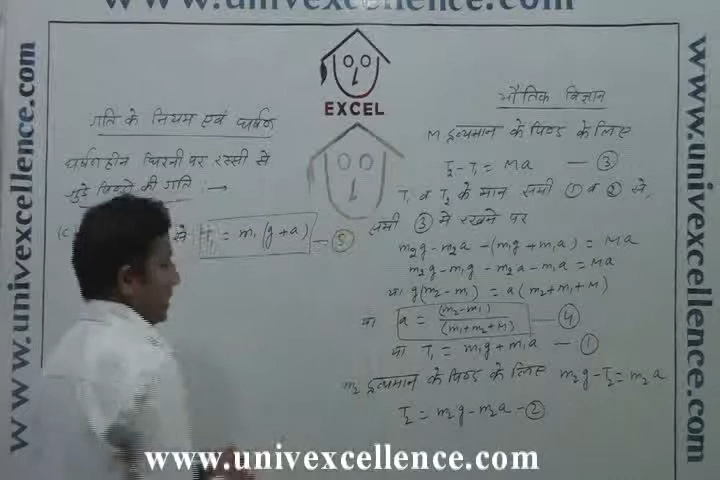 www.univexcellence.com
EXCEL
गति के नियम एवं घर्षण
घर्षणहीन घिरनी पर रस्सी से
जुड़े पिण्डो की गति :→
(c)
से T₁ = m₁(g+a) — ⑤
भौतिक विज्ञान
M द्रव्यमान के पिण्ड के लिए
T₂ - T₁ = Ma — ③
T₁ व T₂ के मान समी ① व ② से,
समी ③ मे रखने पर
m₂g - m₂a - (m₁g + m₁a) = Ma
m₂g - m₁g - m₂a - m₁a = Ma
या g(m₂ - m₁) = a(m₂ + m₁ + M)
या a = (m₂-m₁)/(m₁+m₂+M) — ④
या T₁ = m₁g + m₁a — ①
m₂ द्रव्यमान के पिण्ड के लिए m₂g - T₂ = m₂a
T₂ = m₂g - m₂a - ②
www.univexcellence.com
www.univexcellence.com
www.univexcellence.com